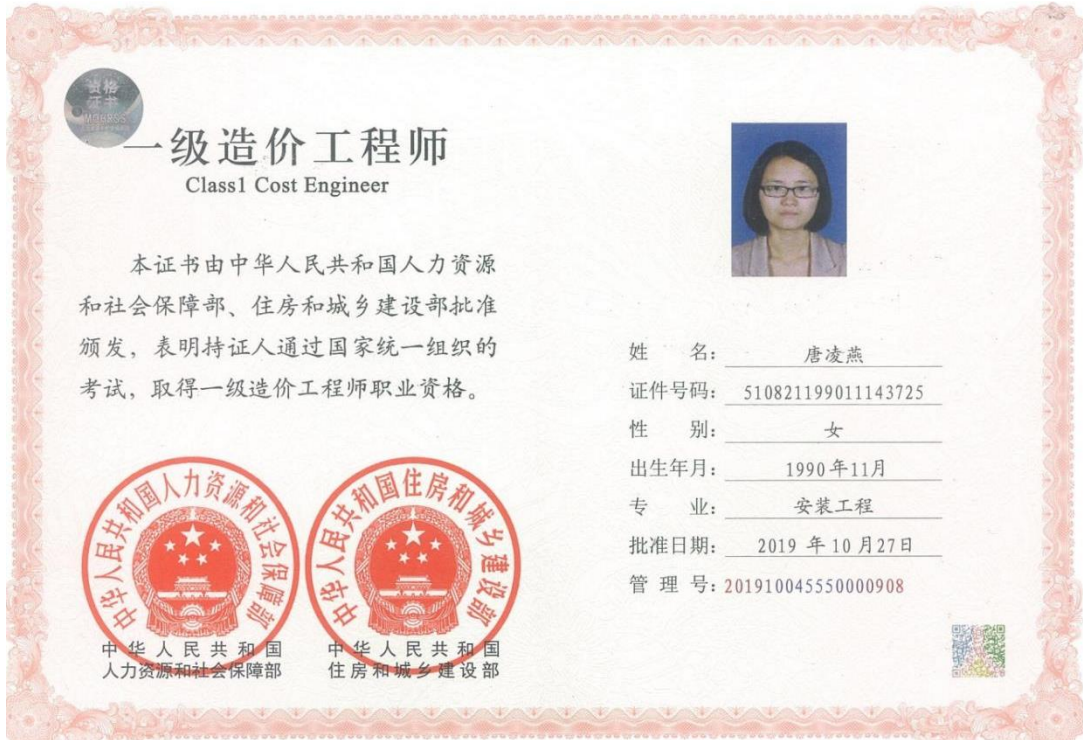 资格
证书
MOHRSS
一级造价工程师
Class1 Cost Engineer
本证书由中华人民共和国人力资源
和社会保障部、住房和城乡建设部批准
颁发，表明持证人通过国家统一组织的
考试，取得一级造价工程师职业资格。
中华人民共和国人力资源和社会保障部
中华人民共和国住房和城乡建设部
中华人民共和国
人力资源和社会保障部
中华人民共和国
住房和城乡建设部
姓 名： 唐凌燕
证件号码： 510821199011143725
性 别： 女
出生年月： 1990年11月
专 业： 安装工程
批准日期： 2019 年 10 月27日
管 理 号：201910045550000908